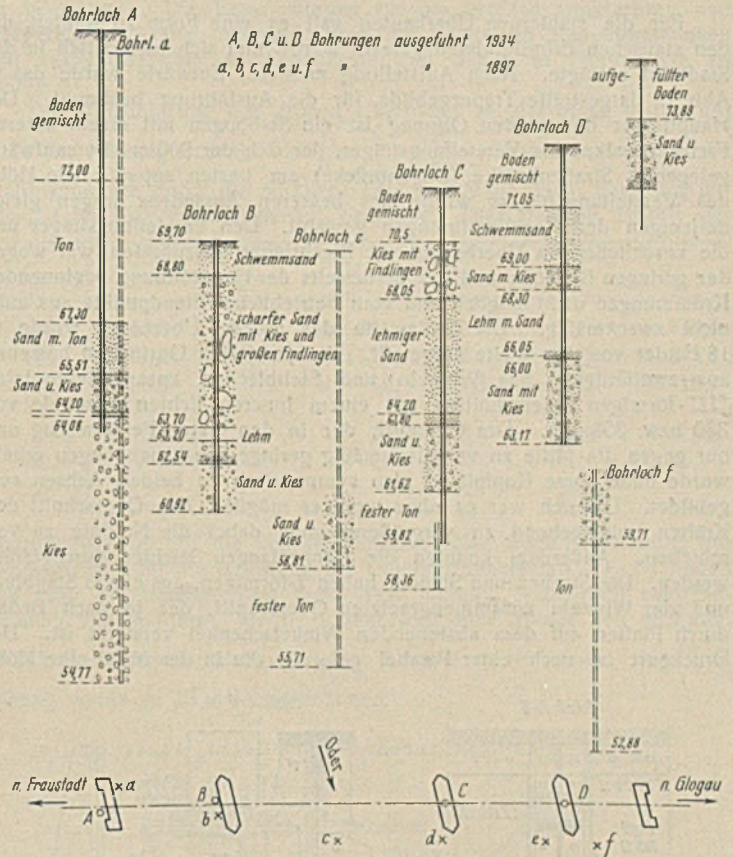 Bohrloch A
Bohrl. a
A, B, C u. D Bohrungen ausgeführt 1934
a, b, c, d, e u. f " " 1897
Boden
gemischt
72,00
Ton
67,30
Sand m. Ton
65,51
Sand u. Kies
64,20
64,08
Kies
54,77
Bohrloch B
69,70
Schwemmsand
68,80
scharfer Sand
mit Kies und
großen Findlingen
63,70
63,20
Lehm
62,54
Sand u. Kies
60,92
Bohrloch c
Sand u.
Kies
58,81
fester Ton
55,71
Bohrloch C
Boden
gemischt
70,5
Kies mit
Findlingen
68,05
lehmiger
Sand
64,20
Sand u.
Kies
61,62
fester Ton
59,82
58,36
Bohrloch D
Boden
gemischt
71,05
Schwemmsand
69,00
Sand m. Kies
68,30
Lehm m. Sand
66,05
66,00
Sand mit
Kies
63,17
aufge- füllter
Boden
73,89
Sand u.
Kies
Bohrloch f
59,71
Ton
52,88
n. Fraustadt
a
A
B
b
Oder
c
C
d
D
e
f
n. Glogau